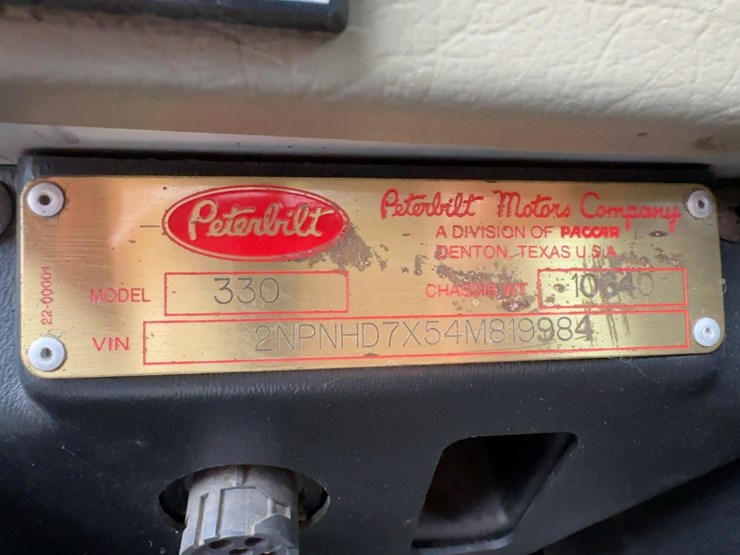 Peterbilt
Peterbilt Motors Company
A DIVISION OF PACCAR
DENTON, TEXAS U.S.A.
22-00001
MODEL 330
CHASSIS WT.
VIN 2NPNHD7X54M819984